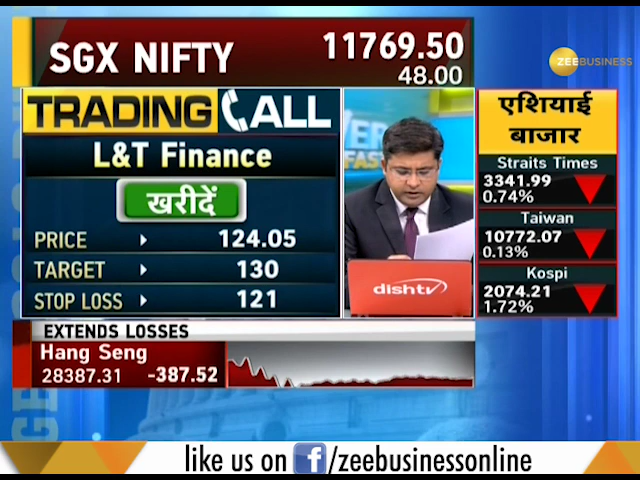 SGX NIFTY
11769.50
48.00
ZEEBUSINESS
TRADING CALL
L&T Finance
खरीदें
PRICE 124.05
TARGET 130
STOP LOSS 121
dishtv
एशियाई
बाजार
Straits Times
3341.99
0.74%
Taiwan
10772.07
0.13%
Kospi
2074.21
1.72%
EXTENDS LOSSES
Hang Seng
28387.31 -387.52
like us on f/zeebusinessonline